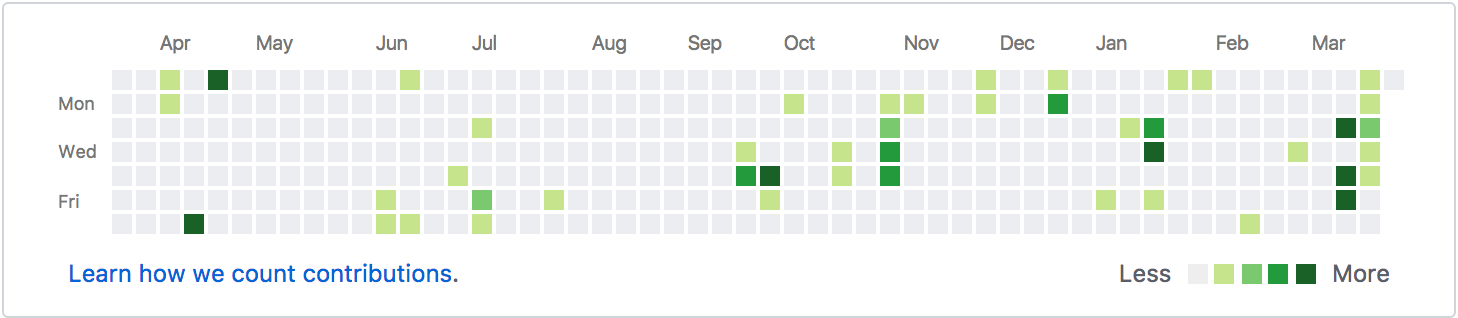 Apr May Jun Jul Aug Sep Oct Nov Dec Jan Feb Mar
Mon
Wed
Fri
Learn how we count contributions. Less More